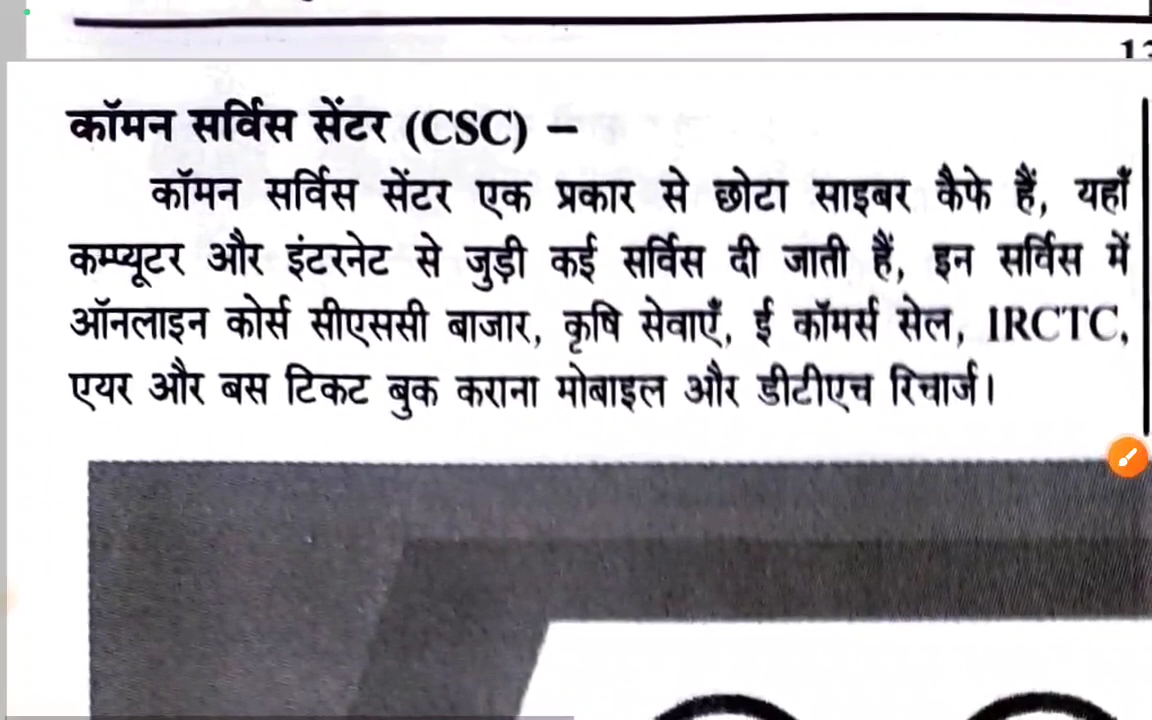 कॉमन सर्विस सेंटर (CSC) –
कॉमन सर्विस सेंटर एक प्रकार से छोटा साइबर कैफे हैं, यहाँ
कम्प्यूटर और इंटरनेट से जुड़ी कई सर्विस दी जाती हैं, इन सर्विस में
ऑनलाइन कोर्स सीएससी बाजार, कृषि सेवाएँ, ई कॉमर्स सेल, IRCTC,
एयर और बस टिकट बुक कराना मोबाइल और डीटीएच रिचार्ज।